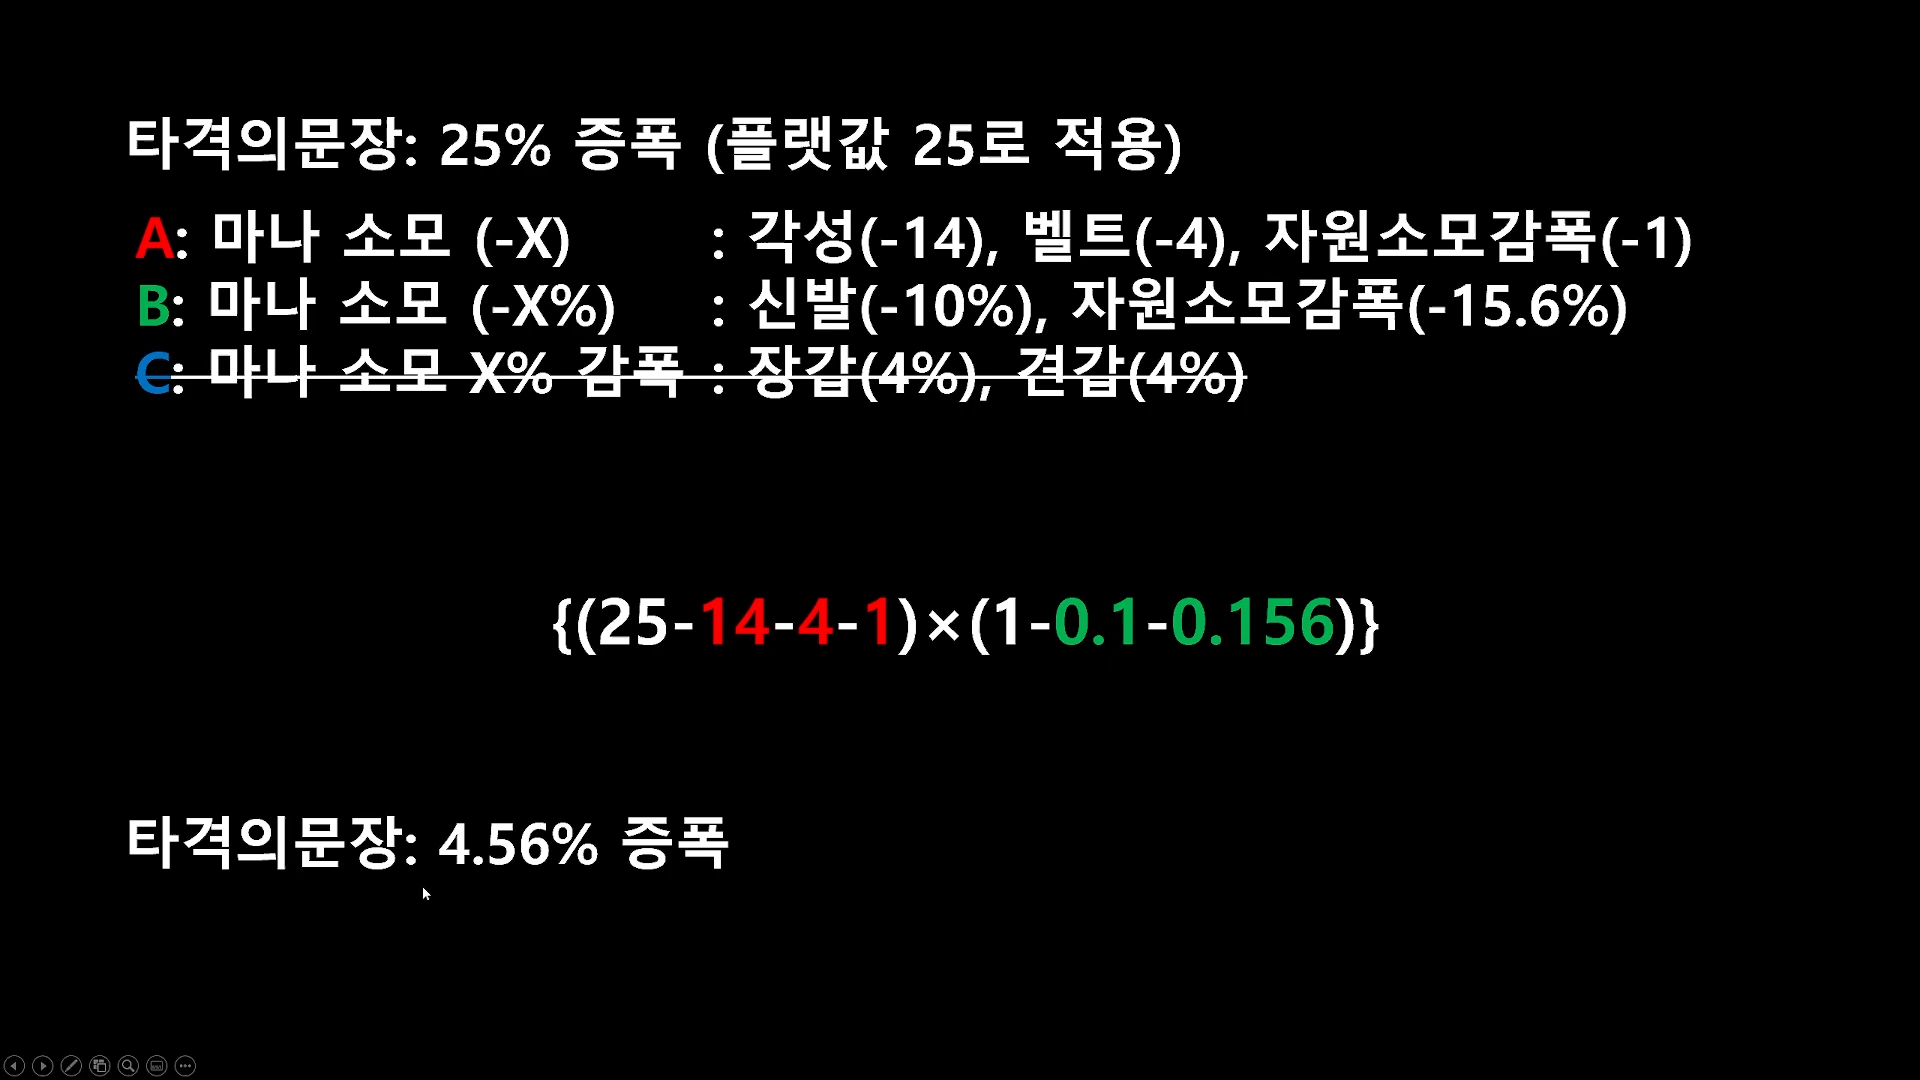 타격의문장: 25% 증폭 (플랫값 25로 적용)
A: 마나 소모 (-X) : 각성(-14), 벨트(-4), 자원소모감폭(-1)
B: 마나 소모 (-X%) : 신발(-10%), 자원소모감폭(-15.6%)
C: 마나 소모 X% 감폭 : 장갑(4%), 견갑(4%)
{(25-14-4-1)×(1-0.1-0.156)}
타격의문장: 4.56% 증폭